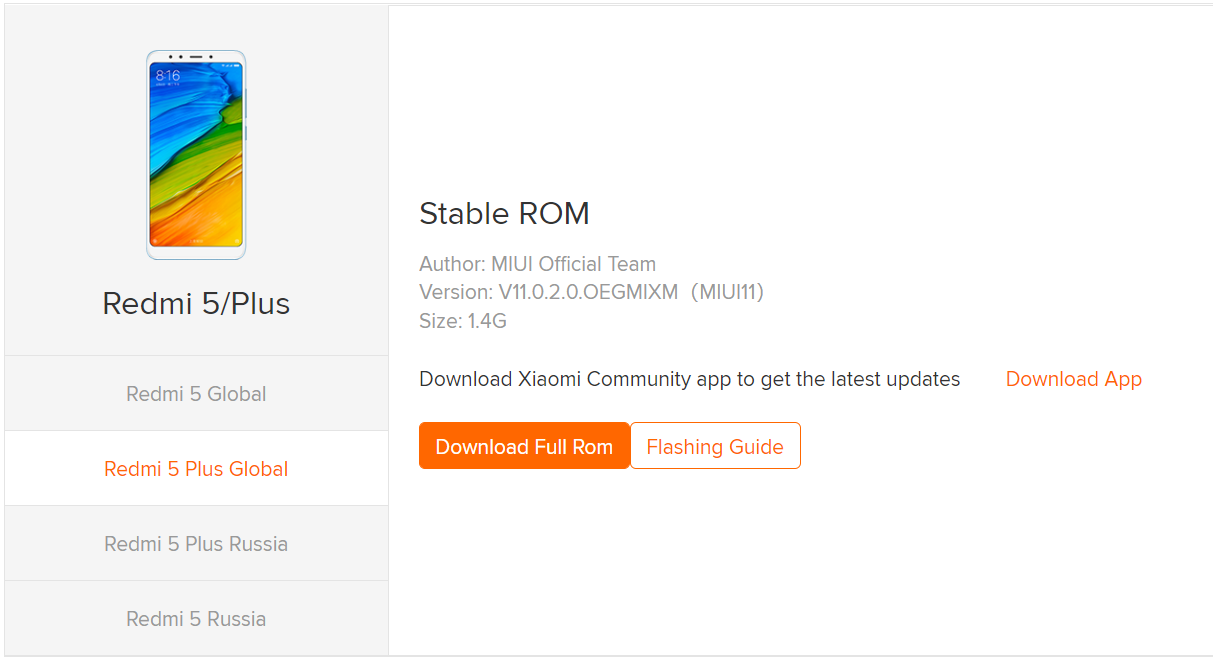 8:16
Redmi 5/Plus
Redmi 5 Global
Redmi 5 Plus Global
Redmi 5 Plus Russia
Redmi 5 Russia
Stable ROM
Author: MIUI Official Team
Version: V11.0.2.0.OEGMIXM（MIUI11）
Size: 1.4G
Download Xiaomi Community app to get the latest updates
Download App
Download Full Rom
Flashing Guide